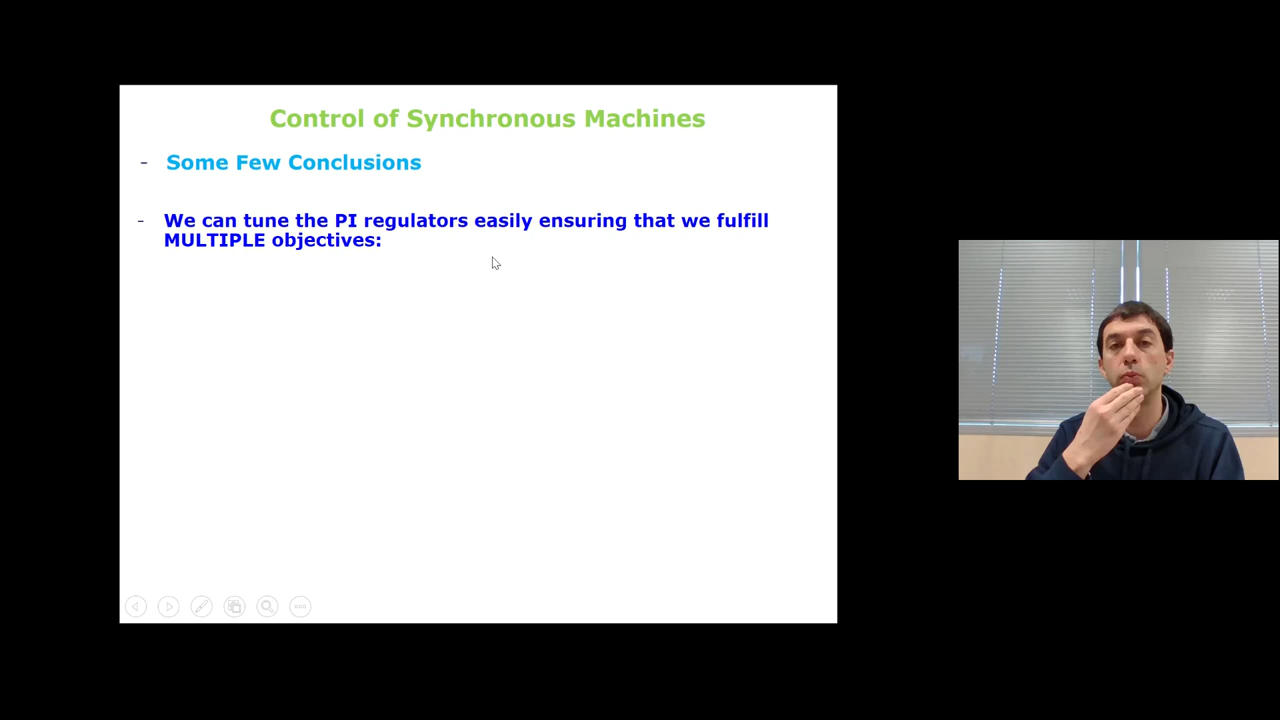 Control of Synchronous Machines
- Some Few Conclusions
- We can tune the PI regulators easily ensuring that we fulfill
MULTIPLE objectives: